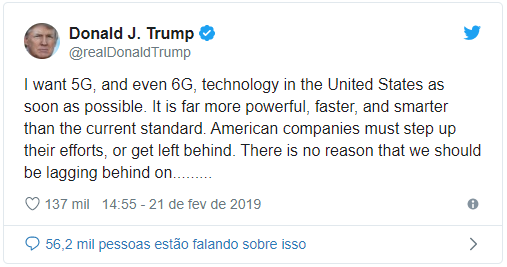 Donald J. Trump
@realDonaldTrump
I want 5G, and even 6G, technology in the United States as
soon as possible. It is far more powerful, faster, and smarter
than the current standard. American companies must step up
their efforts, or get left behind. There is no reason that we should
be lagging behind on.........
137 mil 14:55 - 21 de fev de 2019
56,2 mil pessoas estão falando sobre isso